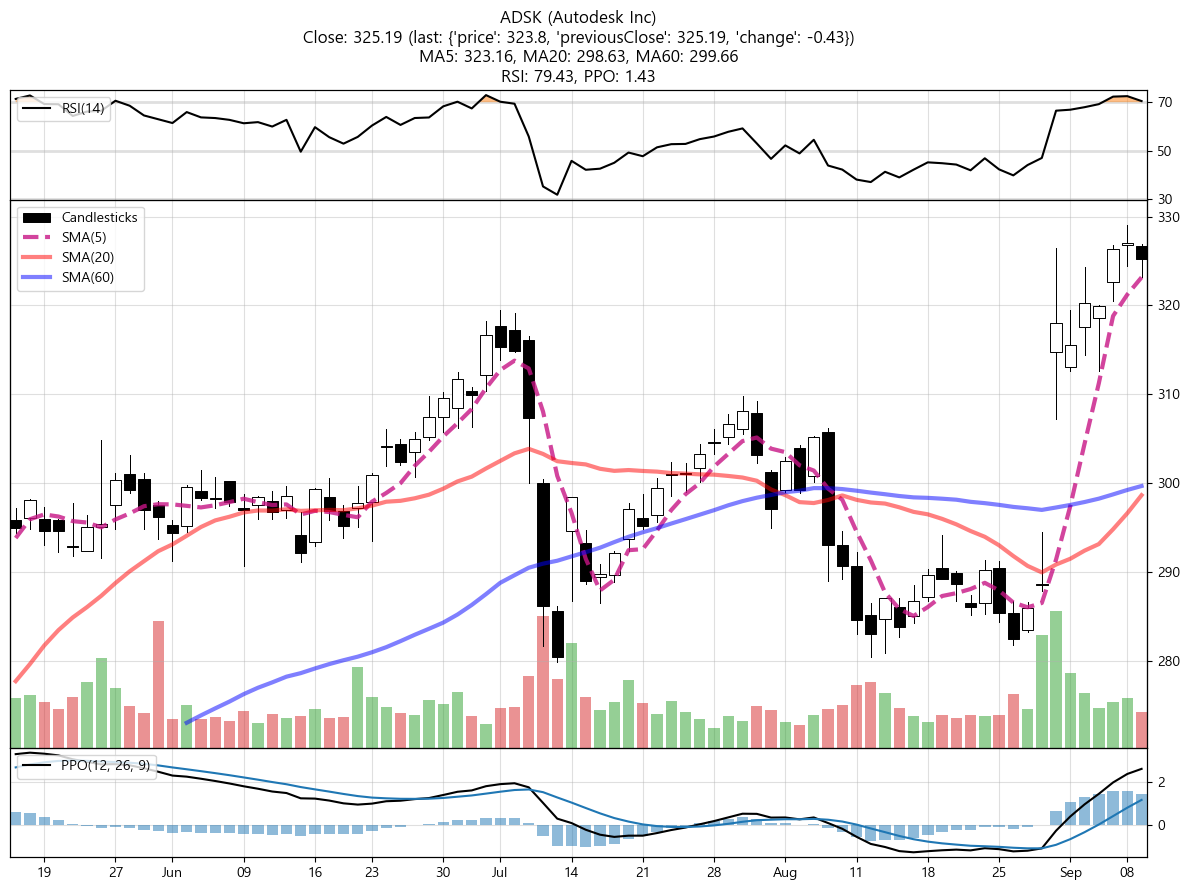 ADSK (Autodesk Inc)
Close: 325.19 (last: {'price': 323.8, 'previousClose': 325.19, 'change': -0.43})
MA5: 323.16, MA20: 298.63, MA60: 299.66
RSI: 79.43, PPO: 1.43
RSI(14)
70
50
30
Candlesticks
SMA(5)
SMA(20)
SMA(60)
330
320
310
300
290
280
PPO(12, 26, 9)
2
0
19 27 Jun 09 16 23 30 Jul 14 21 28 Aug 11 18 25 Sep 08